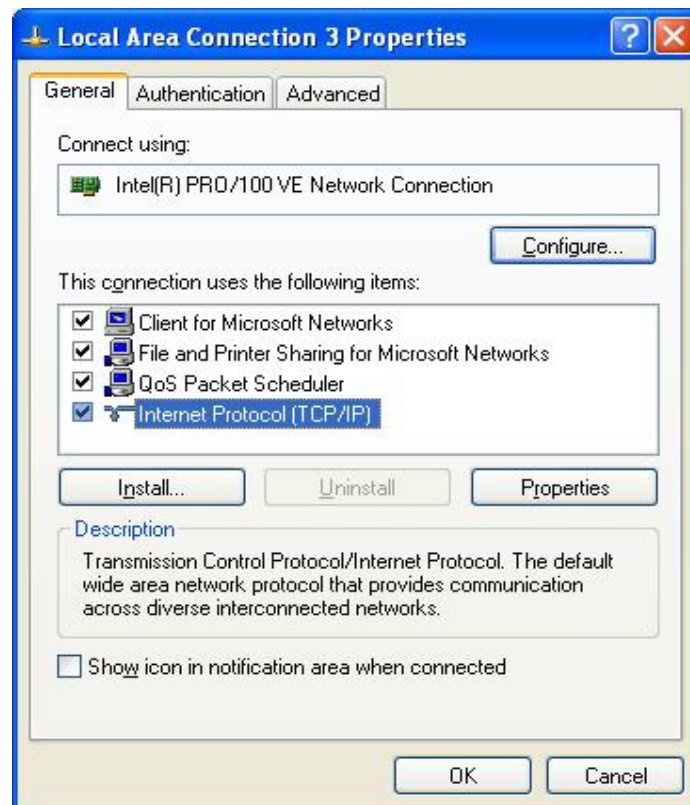 Local Area Connection 3 Properties
General Authentication Advanced
Connect using:
Intel(R) PRO/100 VE Network Connection
Configure...
This connection uses the following items:
Client for Microsoft Networks
File and Printer Sharing for Microsoft Networks
QoS Packet Scheduler
Internet Protocol (TCP/IP)
Install... Uninstall Properties
Description
Transmission Control Protocol/Internet Protocol. The default
wide area network protocol that provides communication
across diverse interconnected networks.
Show icon in notification area when connected
OK Cancel